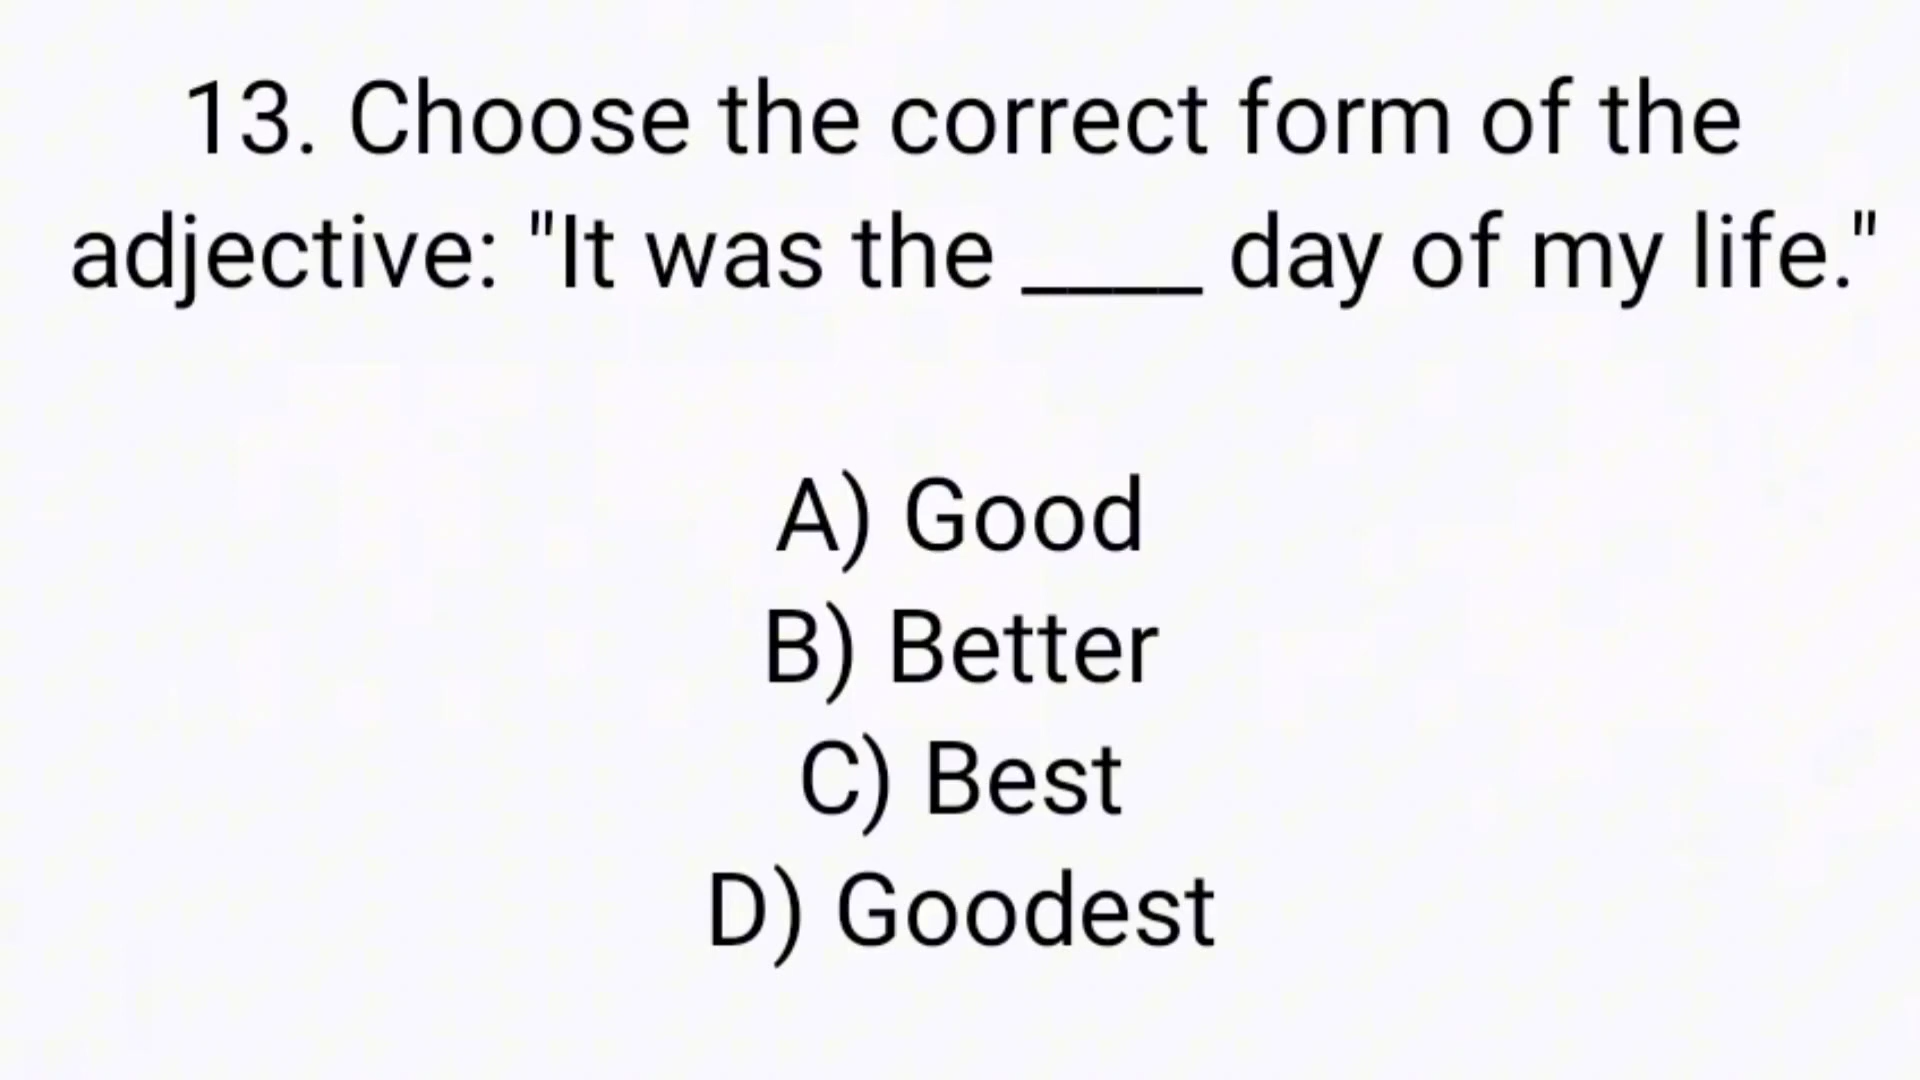 13. Choose the correct form of the
adjective: "It was the ____ day of my life."
A) Good
B) Better
C) Best
D) Goodest